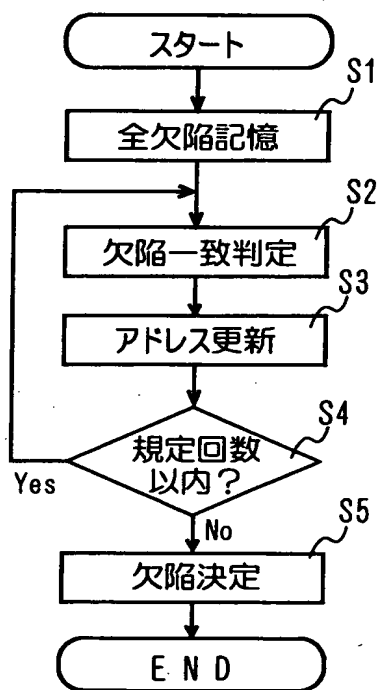 スタート
S1
全欠陥記憶
S2
欠陥一致判定
S3
アドレス更新
S4
規定回数
以内?
Yes
No
S5
欠陥決定
END